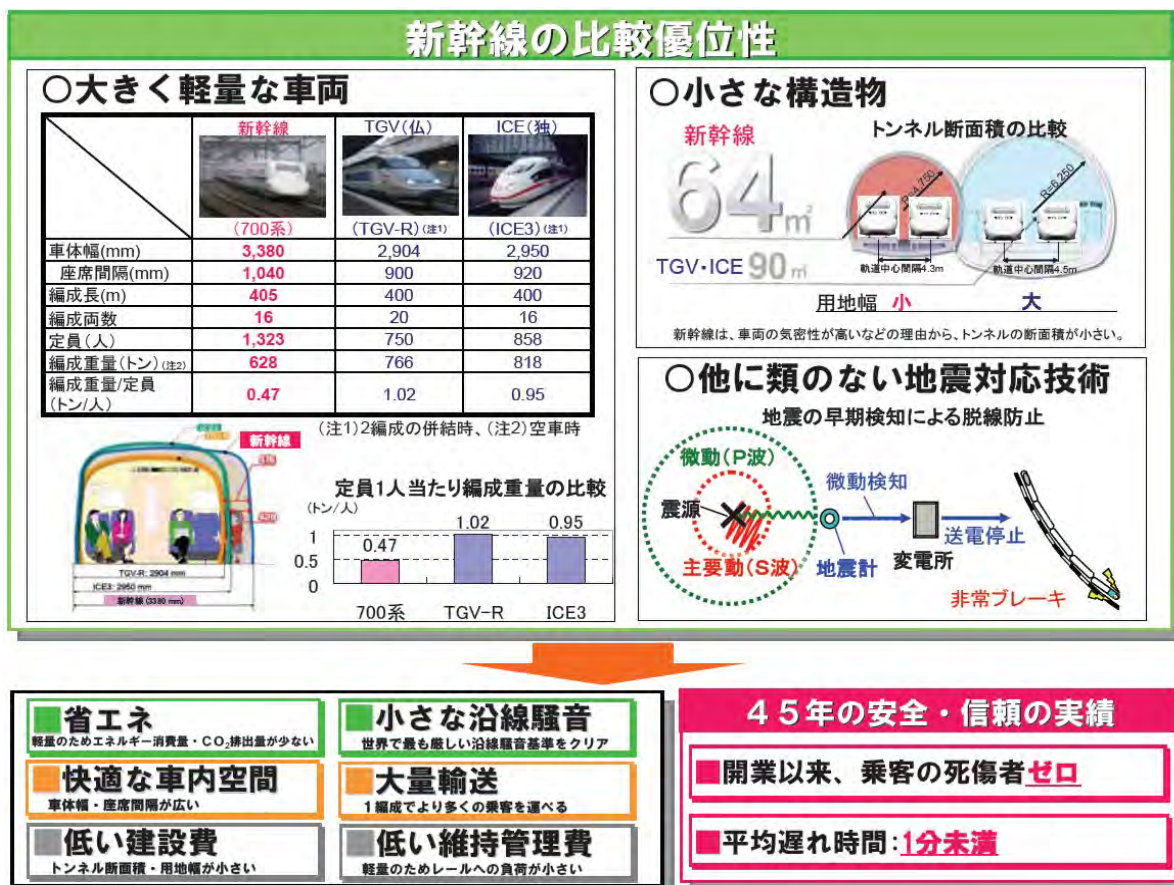 新幹線の比較優位性
○大きく軽量な車両
新幹線 TGV(仏) ICE(独)
(700系) (TGV-R)(注1) (ICE3)(注1)
車体幅(mm) 3,380 2,904 2,950
座席間隔(mm) 1,040 900 920
編成長(m) 405 400 400
編成両数 16 20 16
定員(人) 1,323 750 858
編成重量(トン)(注2) 628 766 818
編成重量/定員
(トン/人) 0.47 1.02 0.95
(注1)2編成の併結時、(注2)空車時
新幹線
TGV-R: 2904 mm
ICE3: 2950 mm
新幹線 (3380 mm)
定員1人当たり編成重量の比較
(トン/人)
1
0.5
0
0.47
1.02
0.95
700系 TGV-R ICE3
○小さな構造物
トンネル断面積の比較
新幹線
64㎡
TGV・ICE 90㎡
R=4,750
R=6,250
軌道中心間隔4.3m
軌道中心間隔4.5m
用地幅 小 大
新幹線は、車両の気密性が高いなどの理由から、トンネルの断面積が小さい。
○他に類のない地震対応技術
地震の早期検知による脱線防止
微動(P波)
震源
主要動(S波)
微動検知
地震計
変電所
送電停止
非常ブレーキ
■省エネ
軽量のためエネルギー消費量・CO₂排出量が少ない
■小さな沿線騒音
世界で最も厳しい沿線騒音基準をクリア
■快適な車内空間
車体幅・座席間隔が広い
■大量輸送
1編成でより多くの乗客を運べる
■低い建設費
トンネル断面積・用地幅が小さい
■低い維持管理費
軽量のためレールへの負荷が小さい
45年の安全・信頼の実績
■開業以来、乗客の死傷者ゼロ
■平均遅れ時間:1分未満